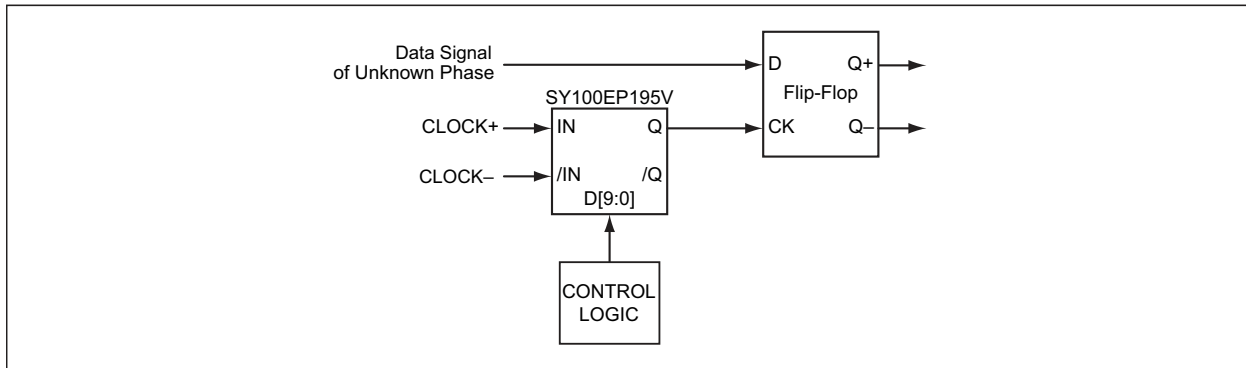 Data Signal
of Unknown Phase
D Q+
Flip-Flop
CK Q–
SY100EP195V
CLOCK+
IN Q
CLOCK–
/IN /Q
D[9:0]
CONTROL
LOGIC